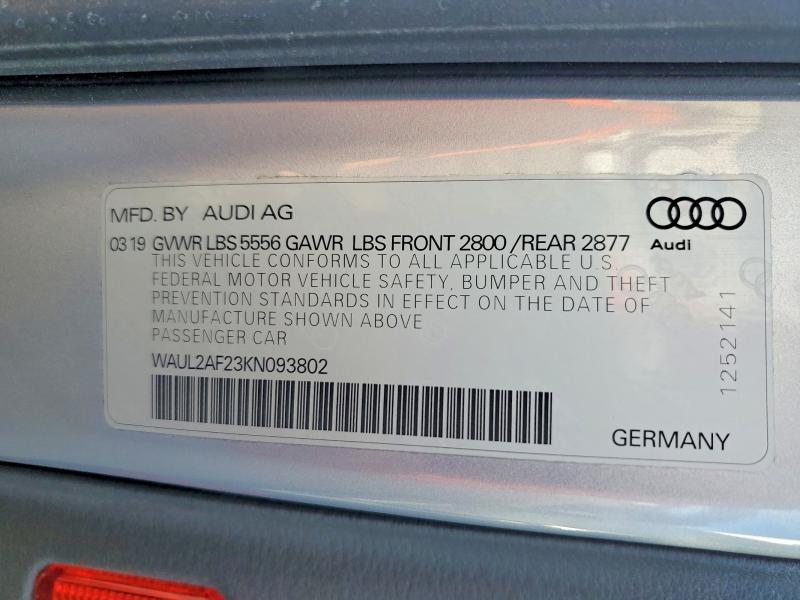 MFD. BY AUDI AG
0319 GVWR LBS 5556 GAWR LBS FRONT 2800 /REAR 2877
Audi
THIS VEHICLE CONFORMS TO ALL APPLICABLE U.S.
FEDERAL MOTOR VEHICLE SAFETY, BUMPER AND THEFT
PREVENTION STANDARDS IN EFFECT ON THE DATE OF
MANUFACTURE SHOWN ABOVE
PASSENGER CAR
WAUL2AF23KN093802
1252141
GERMANY